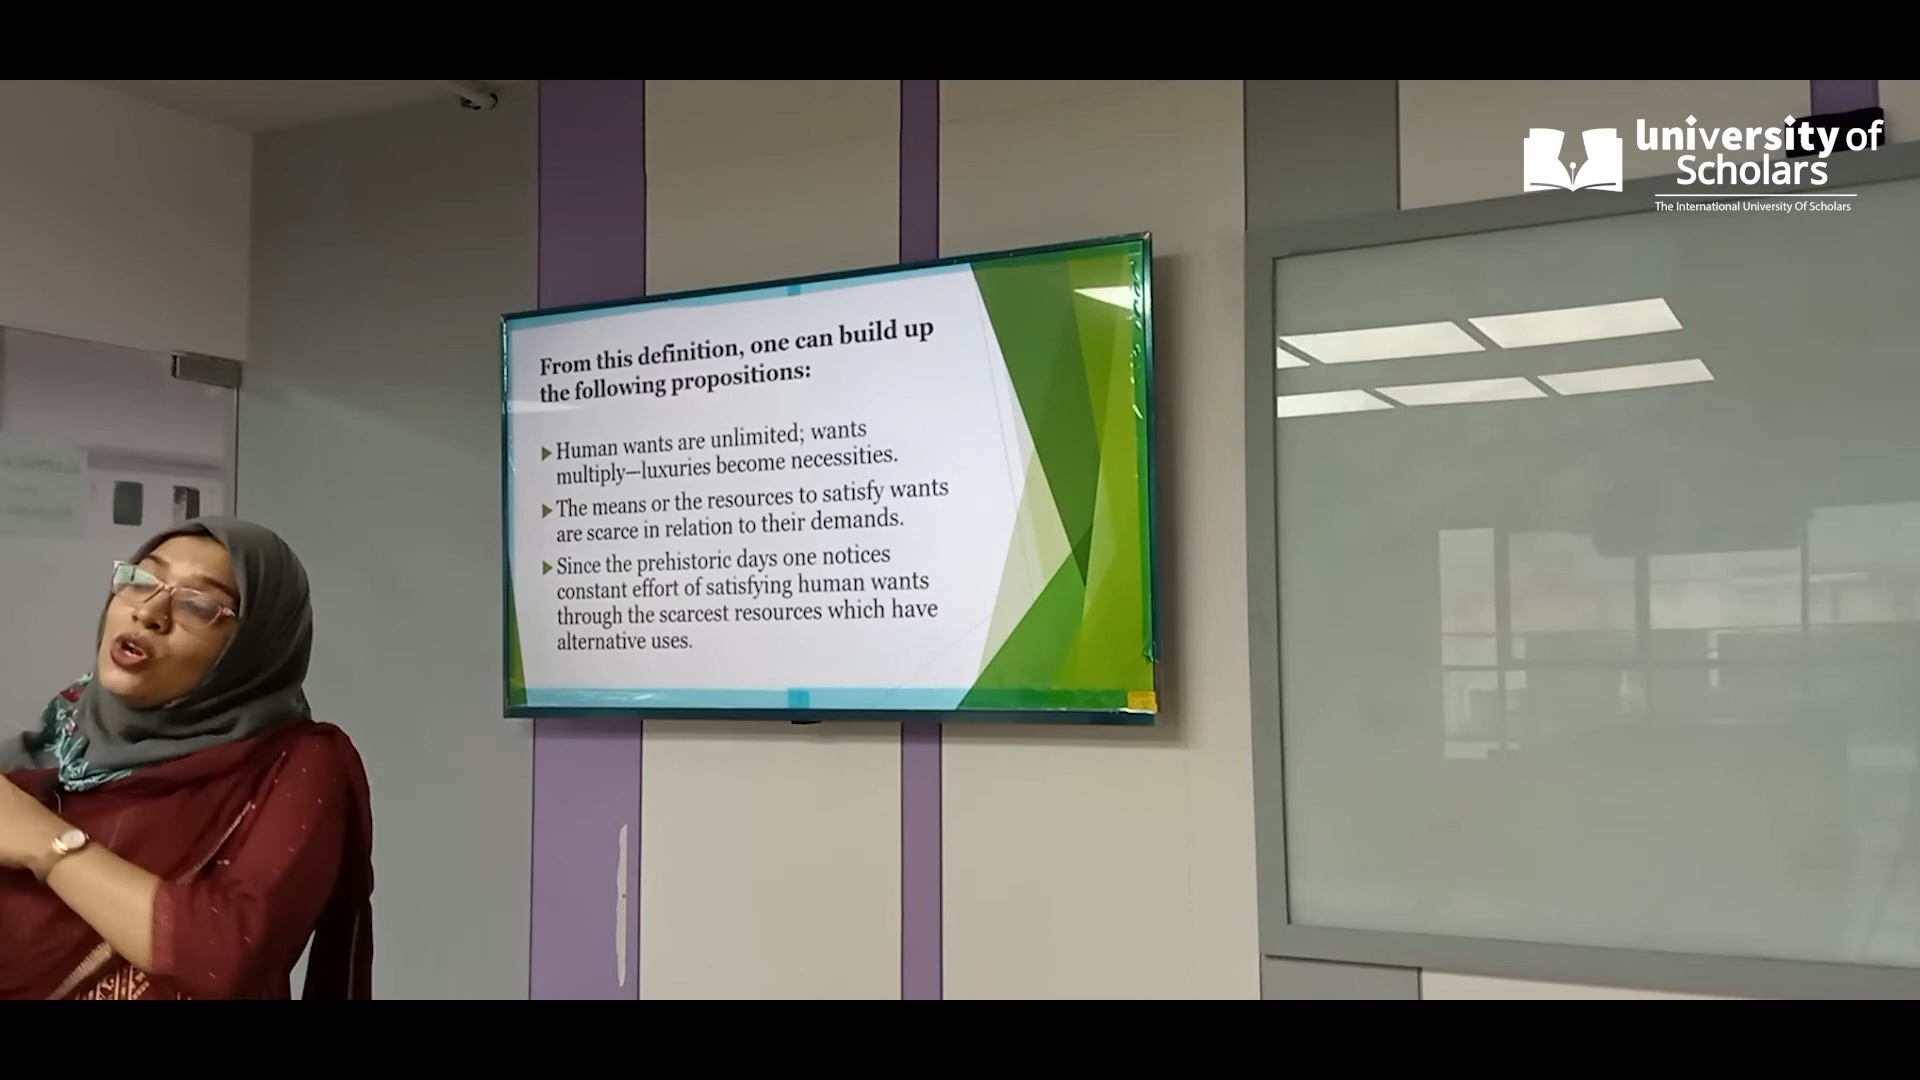 University of
Scholars
The International University Of Scholars
From this definition, one can build up
the following propositions:
Human wants are unlimited; wants
multiply—luxuries become necessities.
The means or the resources to satisfy wants
are scarce in relation to their demands.
Since the prehistoric days one notices
constant effort of satisfying human wants
through the scarcest resources which have
alternative uses.